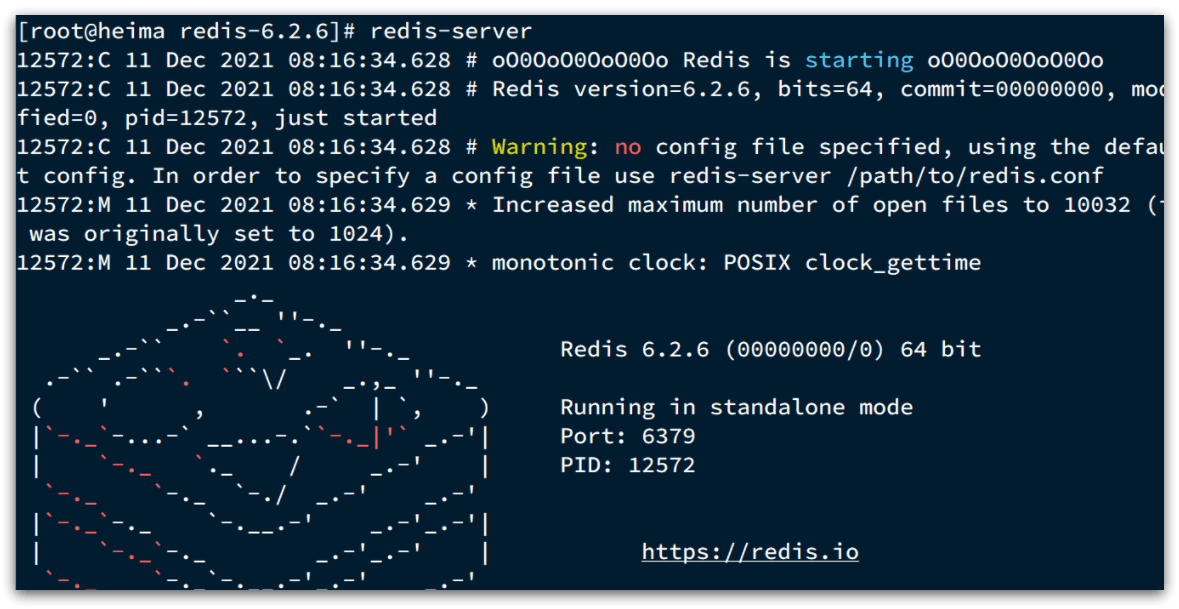 [root@heima redis-6.2.6]# redis-server
12572:C 11 Dec 2021 08:16:34.628 # oO0OoO0OoO0Oo Redis is starting oO0OoO0OoO0Oo
12572:C 11 Dec 2021 08:16:34.628 # Redis version=6.2.6, bits=64, commit=00000000,
fied=0, pid=12572, just started
12572:C 11 Dec 2021 08:16:34.628 # Warning: no config file specified, using the defau
t config. In order to specify a config file use redis-server /path/to/redis.conf
12572:M 11 Dec 2021 08:16:34.629 * Increased maximum number of open files to 10032 (
was originally set to 1024).
12572:M 11 Dec 2021 08:16:34.629 * monotonic clock: POSIX clock_gettime
Redis 6.2.6 (00000000/0) 64 bit
Running in standalone mode
Port: 6379
PID: 12572
https://redis.io